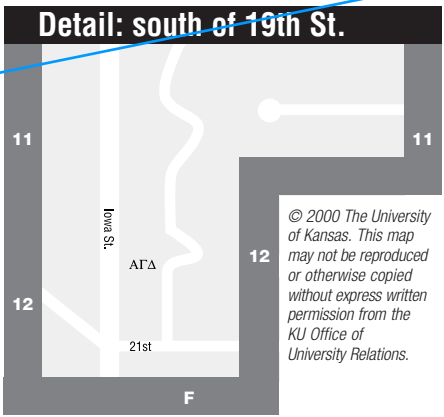 Detail: south of 19th St.
11
11
Iowa St.
© 2000 The University
of Kansas. This map
may not be reproduced
or otherwise copied
without express written
permission from the
KU Office of
University Relations.
12
ΑΓΔ
12
21st
F